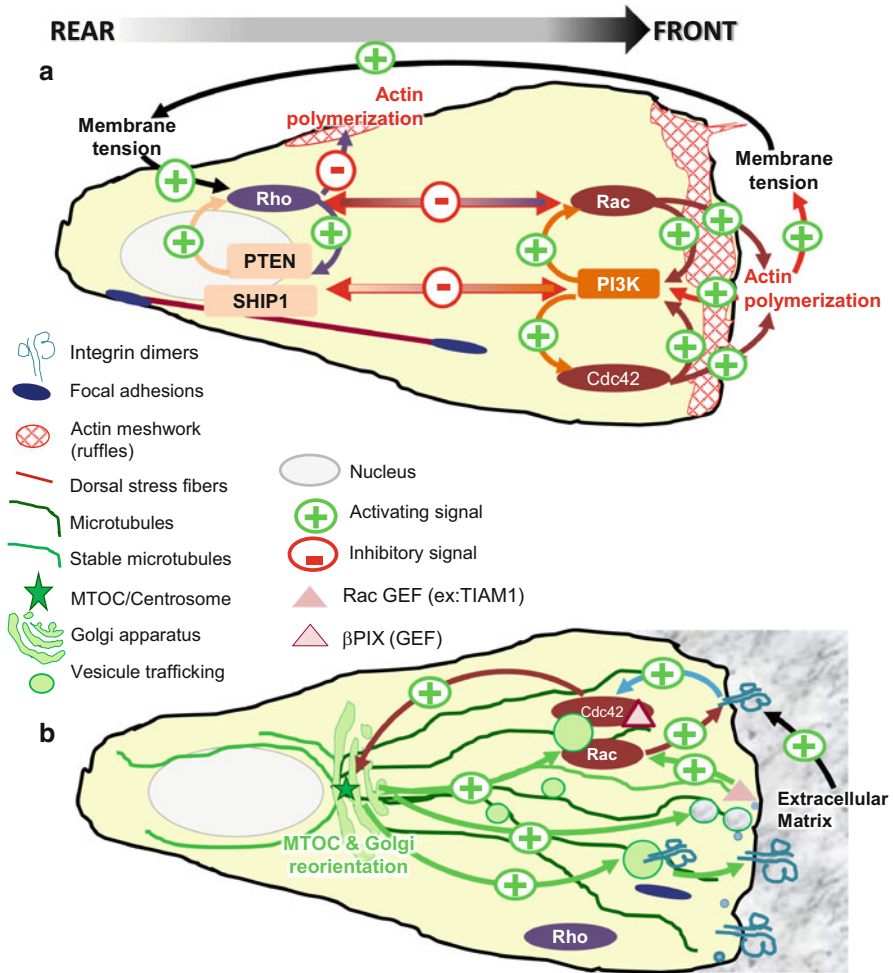 REAR
FRONT
a
Actin
polymerization
Membrane
tension
Membrane
tension
Rho
Rac
PTEN
SHIP1
PI3K
Actin
polymerization
Cdc42
Integrin dimers
Focal adhesions
Actin meshwork
(ruffles)
Dorsal stress fibers
Microtubules
Stable microtubules
MTOC/Centrosome
Golgi apparatus
Vesicule trafficking
Nucleus
Activating signal
Inhibitory signal
Rac GEF (ex:TIAM1)
βPIX (GEF)
b
Cdc42
Rac
Extracellular
Matrix
MTOC & Golgi
reorientation
Rho